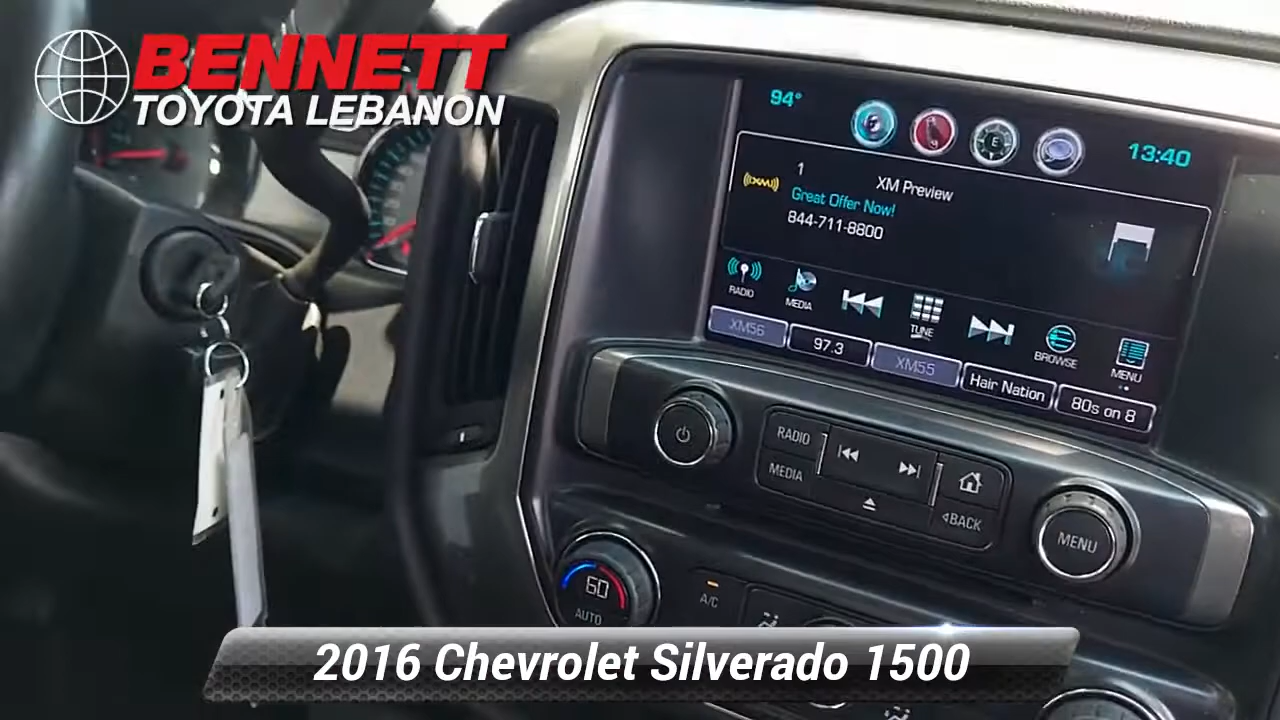 BENNETT
TOYOTA LEBANON
94°
E
13:40
((XM))
1
XM Preview
Great Offer Now!
844-711-8800
RADIO
MEDIA
TUNE
BROWSE
MENU
XM56
97.3
XM55
Hair Nation
80s on 8
RADIO
MEDIA
BACK
MENU
60
AUTO
A/C
2016 Chevrolet Silverado 1500